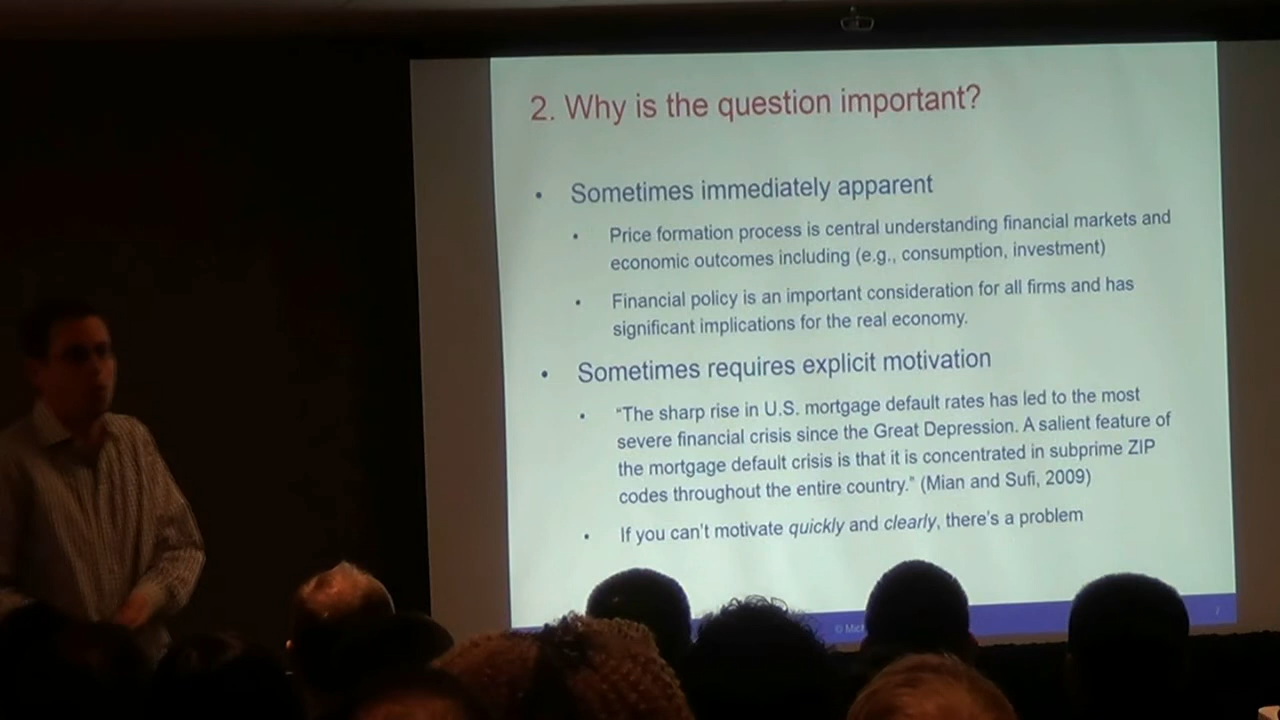 2. Why is the question important?
• Sometimes immediately apparent
• Price formation process is central understanding financial markets and
economic outcomes including (e.g., consumption, investment)
• Financial policy is an important consideration for all firms and has
significant implications for the real economy.
• Sometimes requires explicit motivation
• “The sharp rise in U.S. mortgage default rates has led to the most
severe financial crisis since the Great Depression. A salient feature of
the mortgage default crisis is that it is concentrated in subprime ZIP
codes throughout the entire country.” (Mian and Sufi, 2009)
• If you can't motivate quickly and clearly, there's a problem
©
7